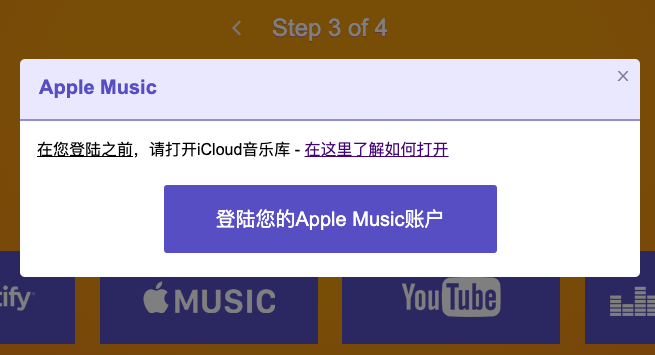 Step 3 of 4
Apple Music
在您登陆之前，请打开iCloud音乐库 - 在这里了解如何打开
登陆您的Apple Music账户
tify
MUSIC
YouTube